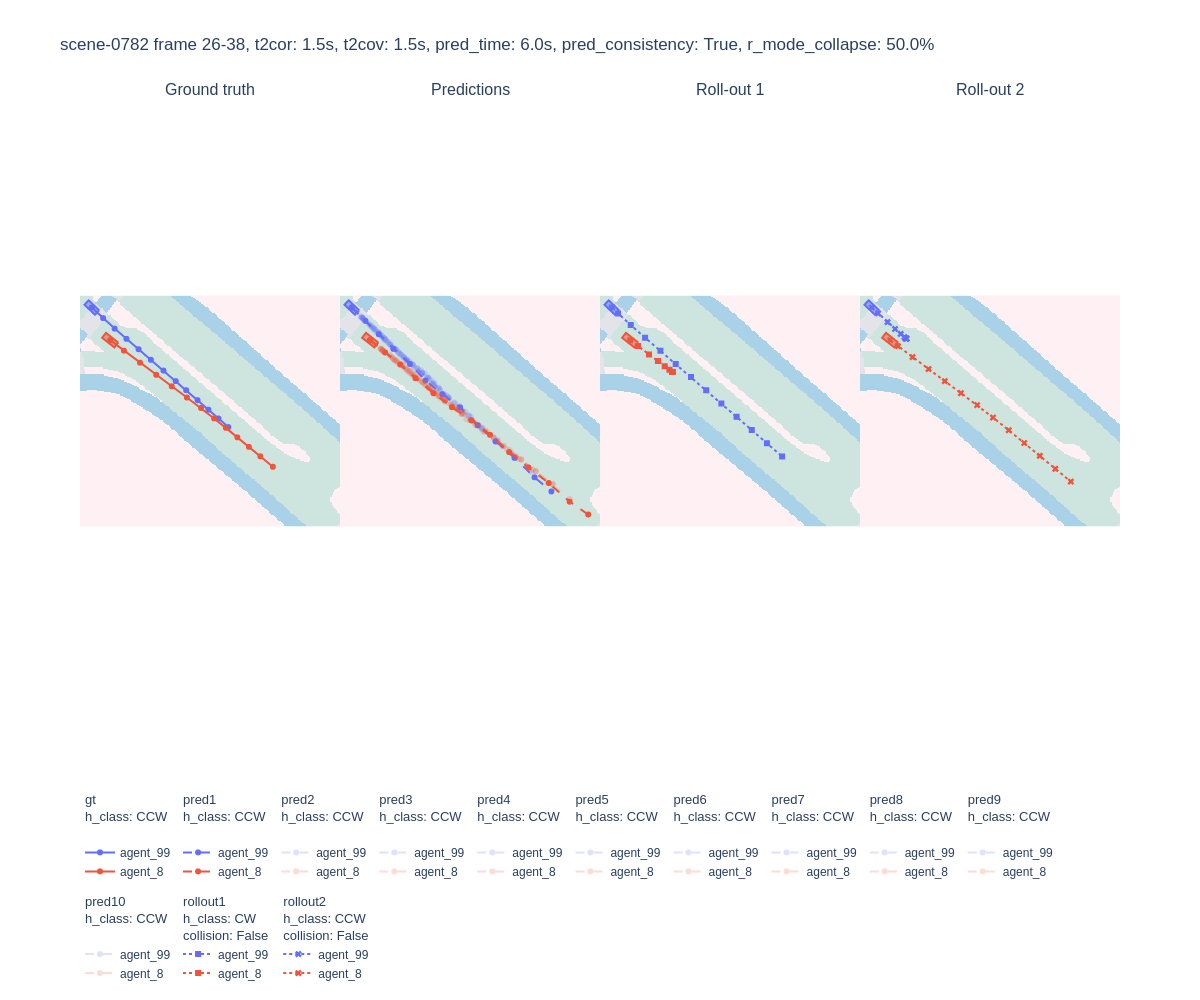 scene-0782 frame 26-38, t2cor: 1.5s, t2cov: 1.5s, pred_time: 6.0s, pred_consistency: True, r_mode_collapse: 50.0%
Ground truth Predictions Roll-out 1 Roll-out 2
gt pred1 pred2 pred3 pred4 pred5 pred6 pred7 pred8 pred9
h_class: CCW h_class: CCW h_class: CCW h_class: CCW h_class: CCW h_class: CCW h_class: CCW h_class: CCW h_class: CCW h_class: CCW
agent_99 agent_99 agent_99 agent_99 agent_99 agent_99 agent_99 agent_99 agent_99 agent_99
agent_8 agent_8 agent_8 agent_8 agent_8 agent_8 agent_8 agent_8 agent_8 agent_8
pred10 rollout1 rollout2
h_class: CCW h_class: CW h_class: CCW
collision: False collision: False
agent_99 agent_99 agent_99
agent_8 agent_8 agent_8